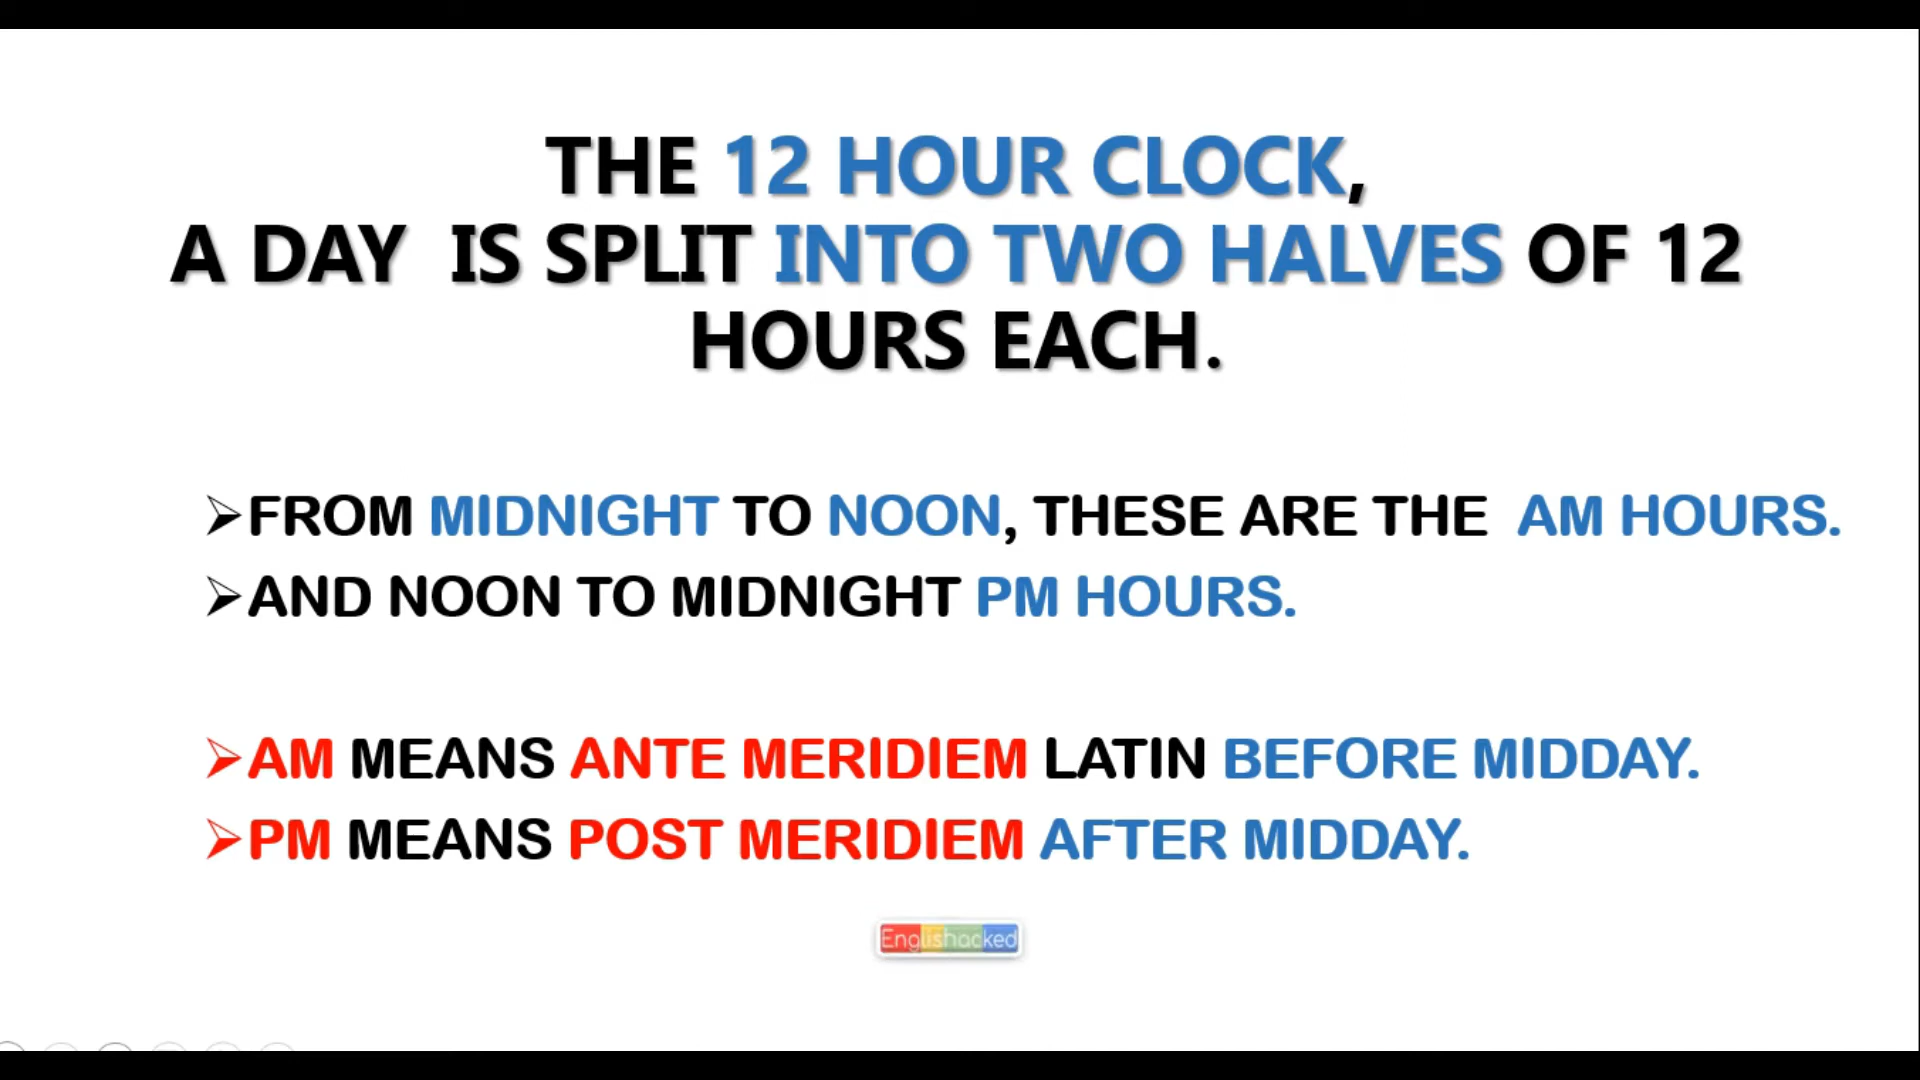 THE 12 HOUR CLOCK,
A DAY IS SPLIT INTO TWO HALVES OF 12
HOURS EACH.
➢FROM MIDNIGHT TO NOON, THESE ARE THE AM HOURS.
➢AND NOON TO MIDNIGHT PM HOURS.
➢AM MEANS ANTE MERIDIEM LATIN BEFORE MIDDAY.
➢PM MEANS POST MERIDIEM AFTER MIDDAY.
Englishacked